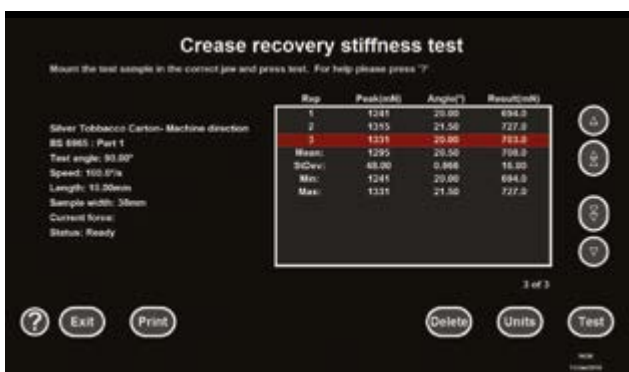 Crease recovery stiffness test
Mount the test sample in the correct jaw and press test. For help please press '?'
Rep Peak(mN) Angle(°) Result(mN)
1 1241 20.00 694.0
2 1315 21.50 727.0
3 1331 20.00 703.0
Mean: 1295 20.50 708.0
StDev: 48.00 0.866 16.00
Min: 1241 20.00 694.0
Max: 1331 21.50 727.0
Silver Tobbacco Carton- Machine direction
BS 6965 : Part 1
Test angle: 90.00°
Speed: 100.0°/s
Length: 10.00mm
Sample width: 38mm
Current force:
Status: Ready
3 of 3
? Exit Print Delete Units Test